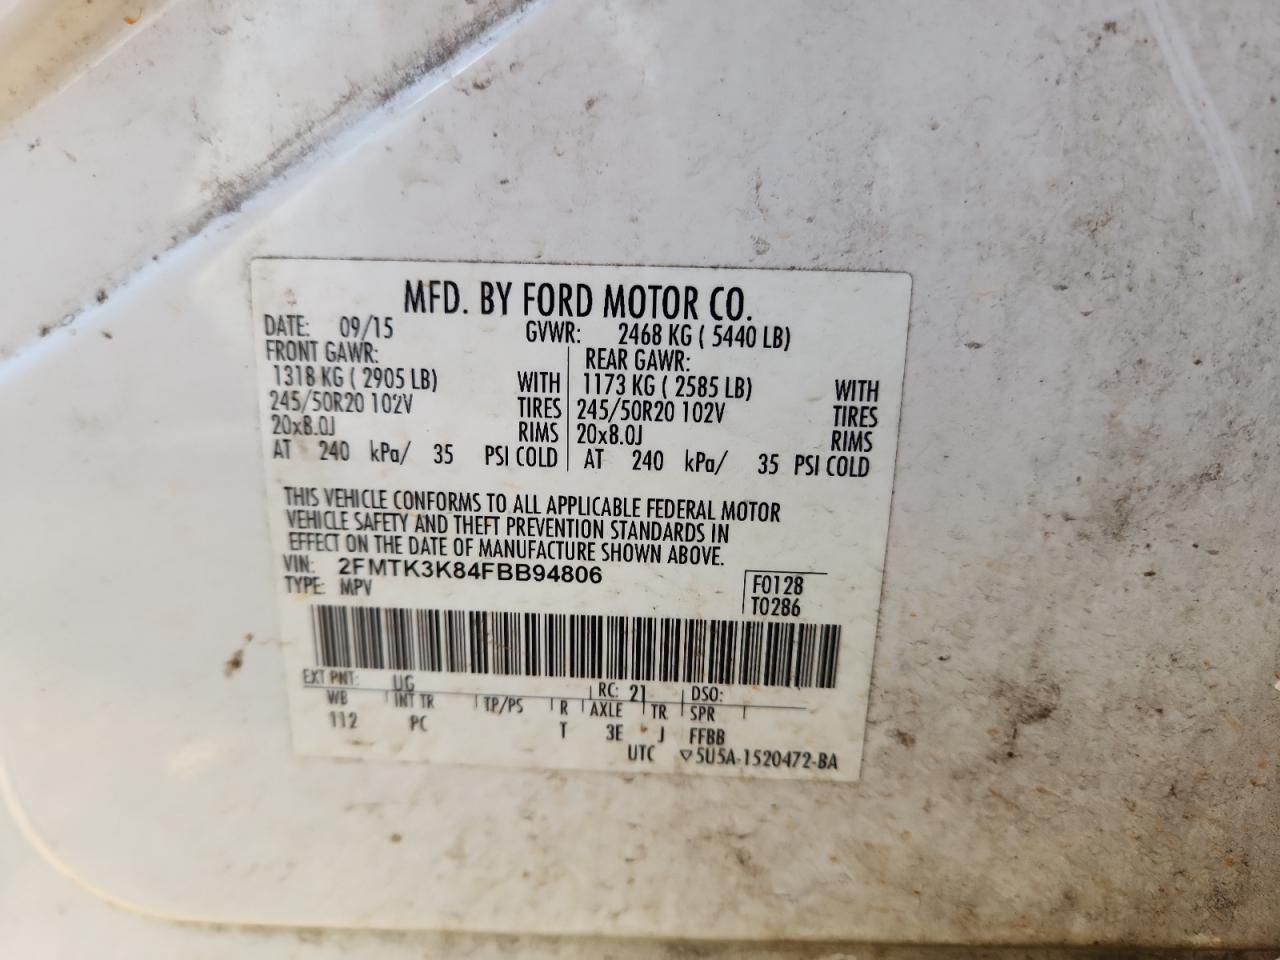 MFD. BY FORD MOTOR CO.
DATE: 09/15 GVWR: 2468 KG ( 5440 LB)
FRONT GAWR: REAR GAWR:
1318 KG ( 2905 LB) WITH 1173 KG ( 2585 LB) WITH
245/50R20 102V TIRES 245/50R20 102V TIRES
20x8.0J RIMS 20x8.0J RIMS
AT 240 kPa/ 35 PSI COLD AT 240 kPa/ 35 PSI COLD
THIS VEHICLE CONFORMS TO ALL APPLICABLE FEDERAL MOTOR
VEHICLE SAFETY AND THEFT PREVENTION STANDARDS IN
EFFECT ON THE DATE OF MANUFACTURE SHOWN ABOVE.
VIN: 2FMTK3K84FBB94806
TYPE: MPV
F0128
T0286
EXT PNT: UG RC: 21 DSO:
WB INT TR TP/PS R AXLE TR SPR
112 PC T 3E J FFBB
UTC ▽5U5A-1520472-BA